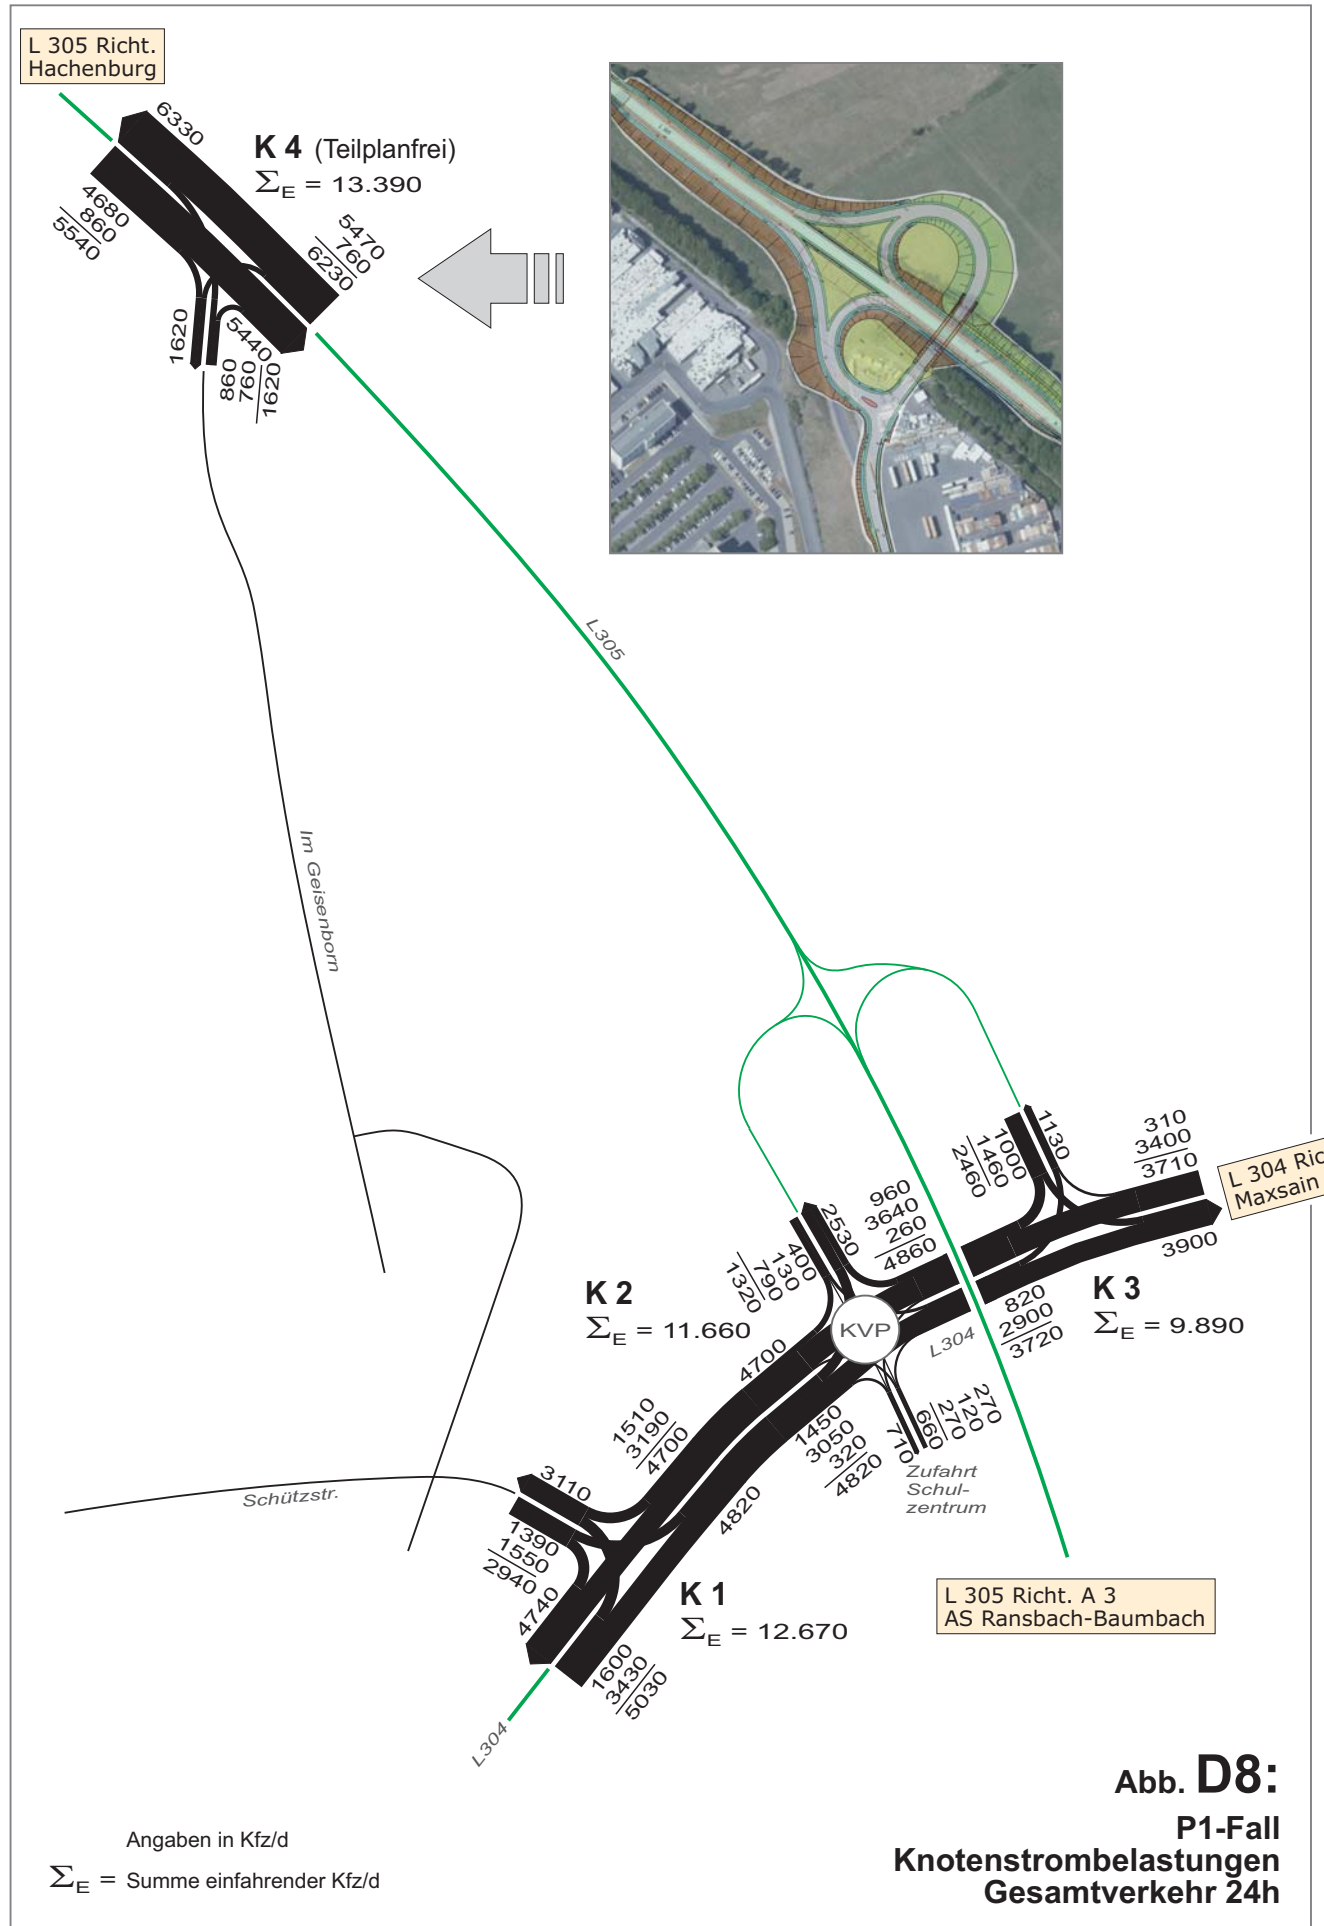 L 305 Richt.
Hachenburg
6330
K 4 (Teilplanfrei)
ΣE = 13.390
4680
860
5540
5470
760
6230
1620
5440
860
760
1620
L305
Im Geisenborn
1000
1460
2460
1130
310
3400
3710
L 304 Ric
Maxsain
3900
960
3640
260
4860
2530
400
130
790
1320
K 2
ΣE = 11.660
KVP
K 3
ΣE = 9.890
820
2900
3720
L304
4700
1510
3190
4700
1450
3050
320
4820
710
660
270
120
270
Zufahrt
Schul-
zentrum
4820
Schützstr.
3110
1390
1550
2940
4740
K 1
ΣE = 12.670
1600
3430
5030
L304
L 305 Richt. A 3
AS Ransbach-Baumbach
Abb. D8:
P1-Fall
Knotenstrombelastungen
Gesamtverkehr 24h
Angaben in Kfz/d
ΣE = Summe einfahrender Kfz/d